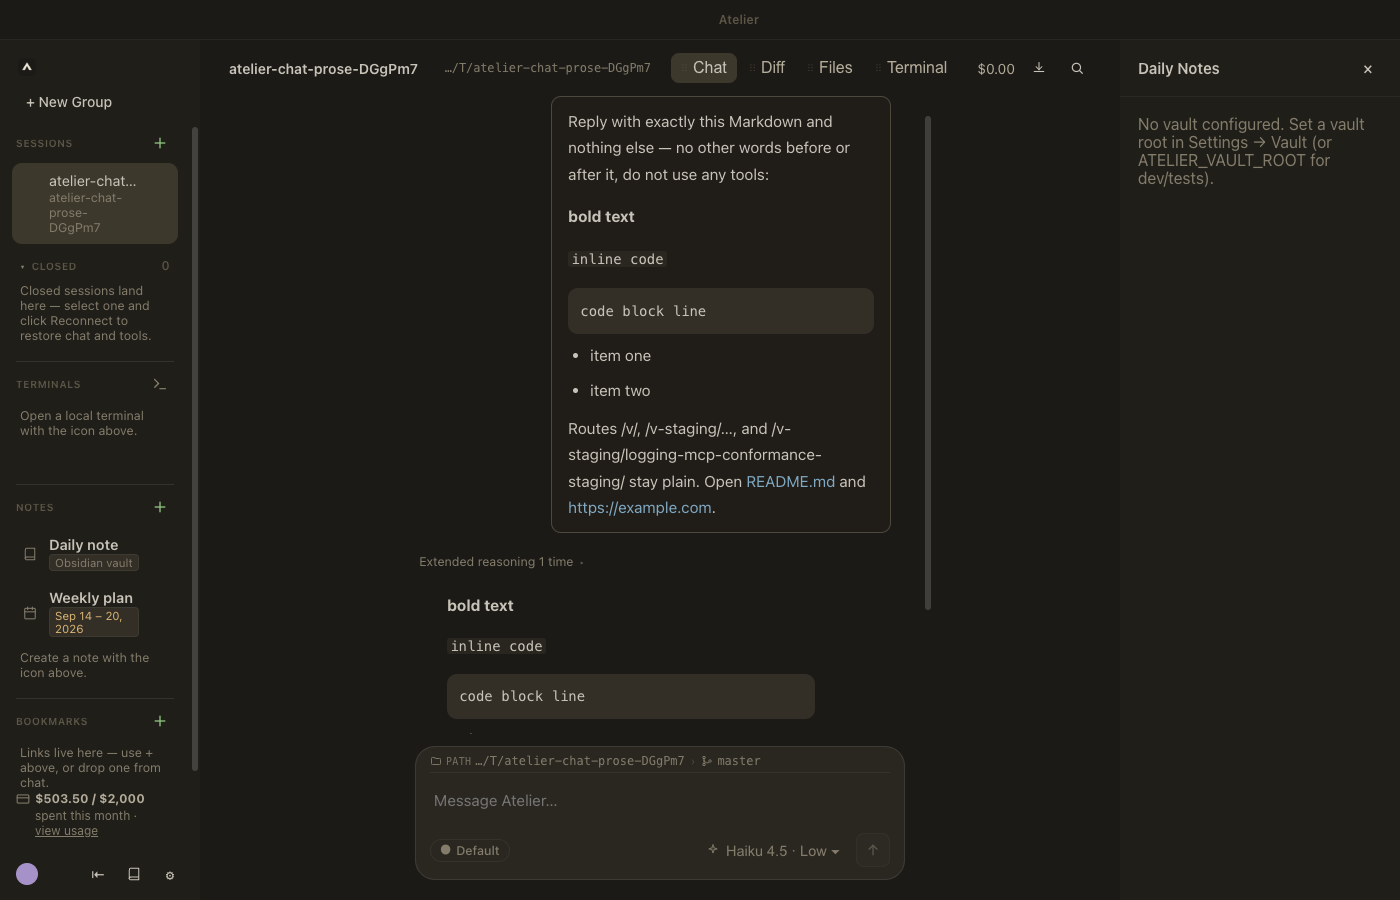 Atelier
+ New Group
SESSIONS
atelier-chat...
atelier-chat-
prose-
DGgPm7
CLOSED 0
Closed sessions land
here — select one and
click Reconnect to
restore chat and tools.
TERMINALS
Open a local terminal
with the icon above.
NOTES
Daily note
Obsidian vault
Weekly plan
Sep 14 – 20,
2026
Create a note with the
icon above.
BOOKMARKS
Links live here — use +
above, or drop one from
chat.
$503.50 / $2,000
spent this month ·
view usage
atelier-chat-prose-DGgPm7
…/T/atelier-chat-prose-DGgPm7
Chat
Diff
Files
Terminal
$0.00
Reply with exactly this Markdown and
nothing else — no other words before or
after it, do not use any tools:
bold text
inline code
code block line
• item one
• item two
Routes /v/, /v-staging/..., and /v-
staging/logging-mcp-conformance-
staging/ stay plain. Open README.md and
https://example.com.
Extended reasoning 1 time
bold text
inline code
code block line
PATH …/T/atelier-chat-prose-DGgPm7 › master
Message Atelier...
Default
Haiku 4.5 · Low
Daily Notes
No vault configured. Set a vault
root in Settings → Vault (or
ATELIER_VAULT_ROOT for
dev/tests).